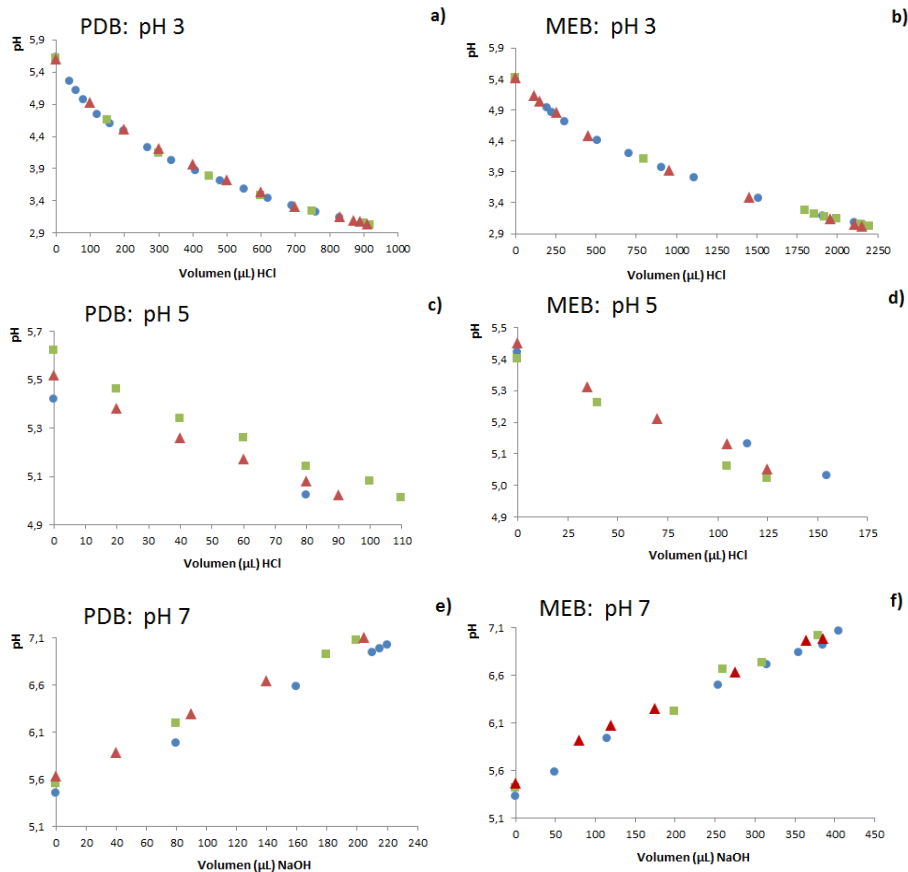 PDB: pH 3
a)
pH
5,9
5,4
4,9
4,4
3,9
3,4
2,9
0 100 200 300 400 500 600 700 800 900 1000
Volumen (µL) HCl
MEB: pH 3
b)
pH
5,9
5,4
4,9
4,4
3,9
3,4
2,9
0 250 500 750 1000 1250 1500 1750 2000 2250
Volumen (µL) HCl
PDB: pH 5
c)
pH
5,7
5,5
5,3
5,1
4,9
0 10 20 30 40 50 60 70 80 90 100 110
Volumen (µL) HCl
MEB: pH 5
d)
pH
5,5
5,4
5,3
5,2
5,1
5,0
4,9
0 25 50 75 100 125 150 175
Volumen (µL) HCl
PDB: pH 7
e)
pH
7,1
6,6
6,1
5,6
5,1
0 20 40 60 80 100 120 140 160 180 200 220 240
Volumen (µL) NaOH
MEB: pH 7
f)
pH
7,1
6,6
6,1
5,6
5,1
0 50 100 150 200 250 300 350 400 450
Volumen (µL) NaOH